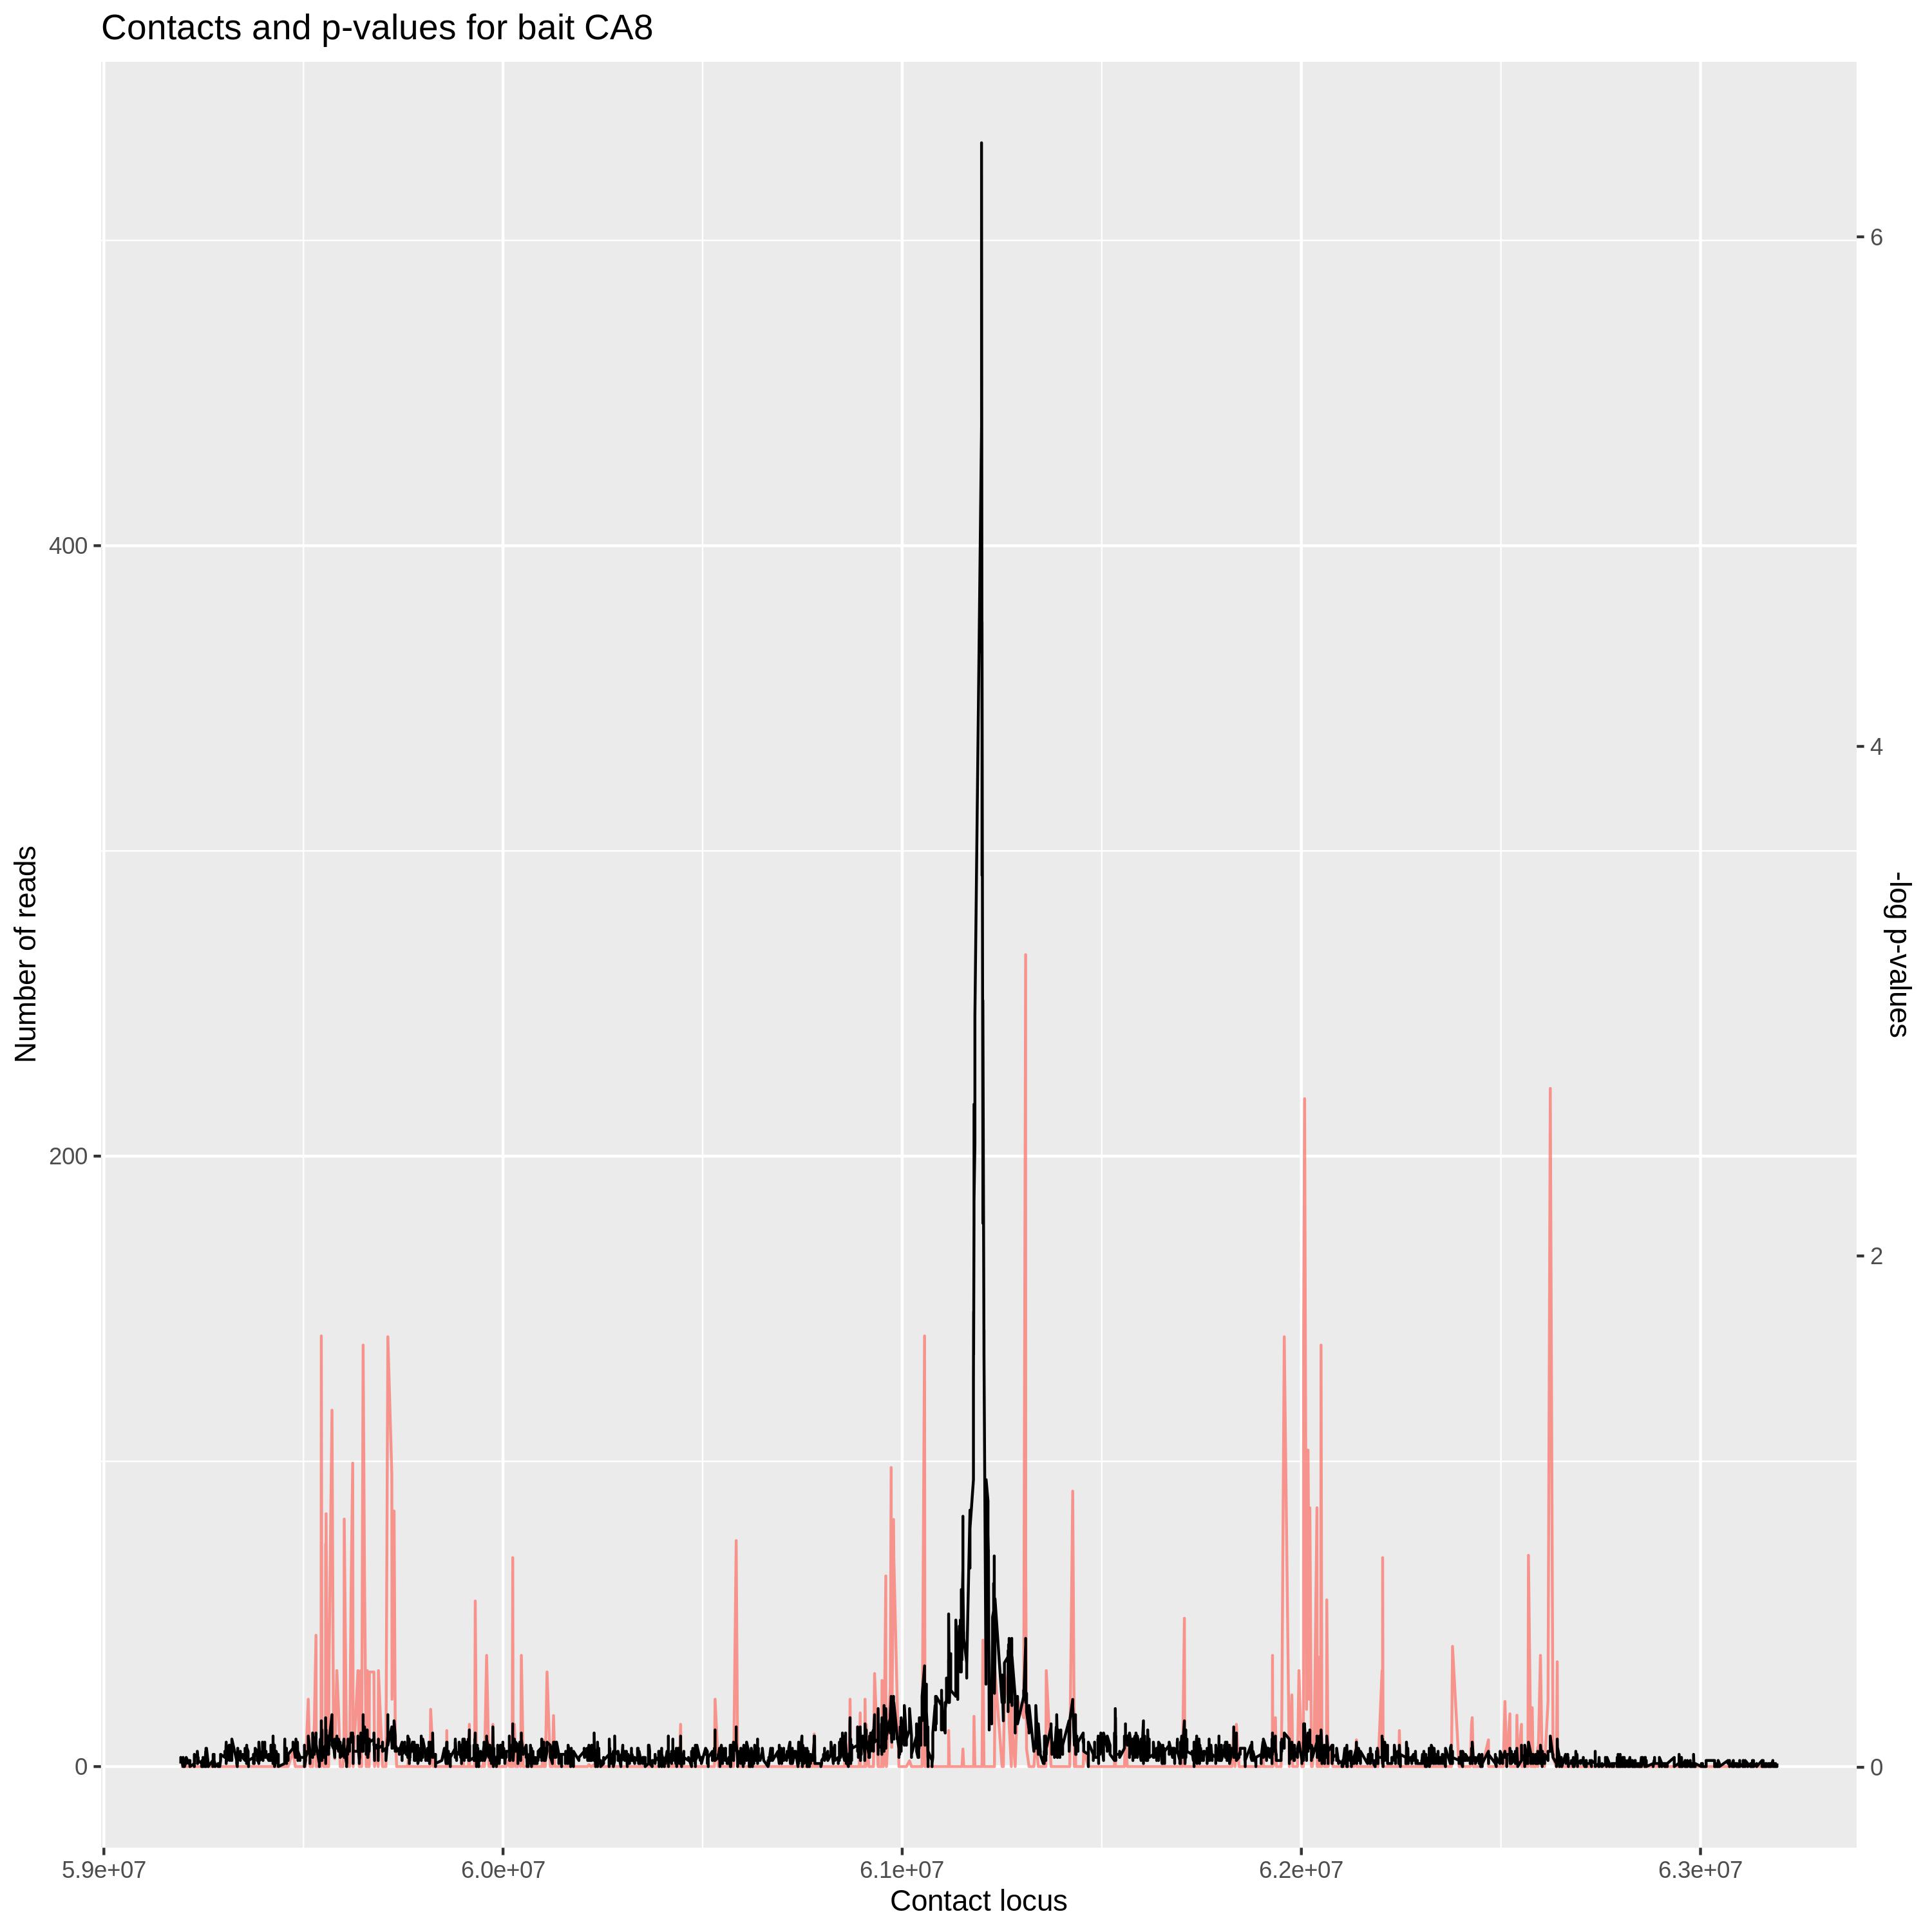 Contacts and p-values for bait CA8
Number of reads
400
200
0
6
4
2
0
-log p-values
5.9e+07
6.0e+07
6.1e+07
6.2e+07
6.3e+07
Contact locus